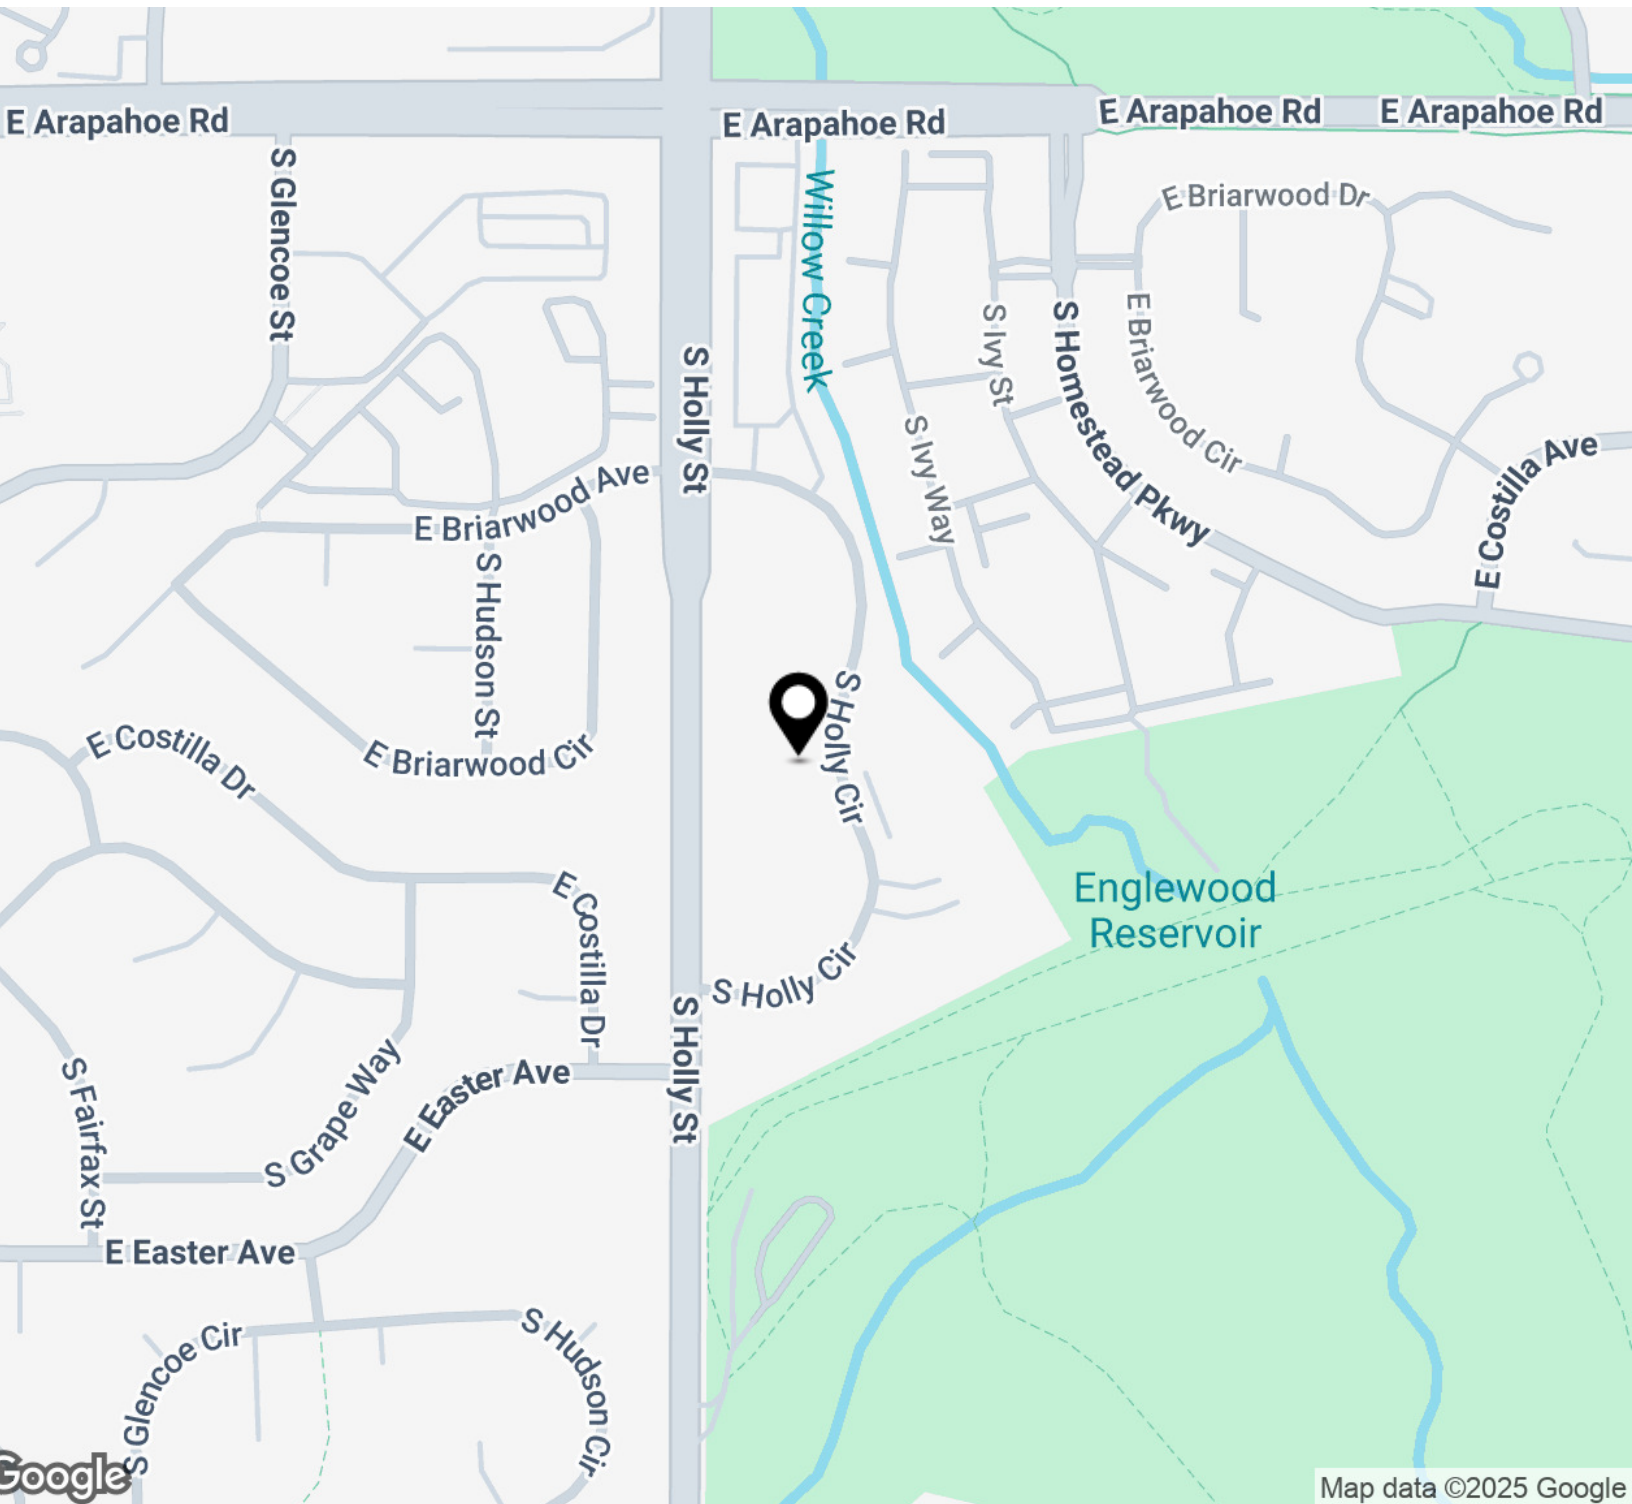 E Arapahoe Rd
E Arapahoe Rd
E Arapahoe Rd
E Arapahoe Rd
S Glencoe St
Willow Creek
E Briarwood Dr
S Holly St
S Ivy St
S Homestead Pkwy
E Briarwood Cir
S Ivy Way
E Costilla Ave
E Briarwood Ave
S Hudson St
E Costilla Dr
E Briarwood Cir
S Holly Cir
Englewood
Reservoir
E Costilla Dr
S Holly Cir
S Holly St
S Fairfax St
S Grape Way
E Easter Ave
E Easter Ave
S Glencoe Cir
S Hudson Cir
Google
Map data ©2025 Google